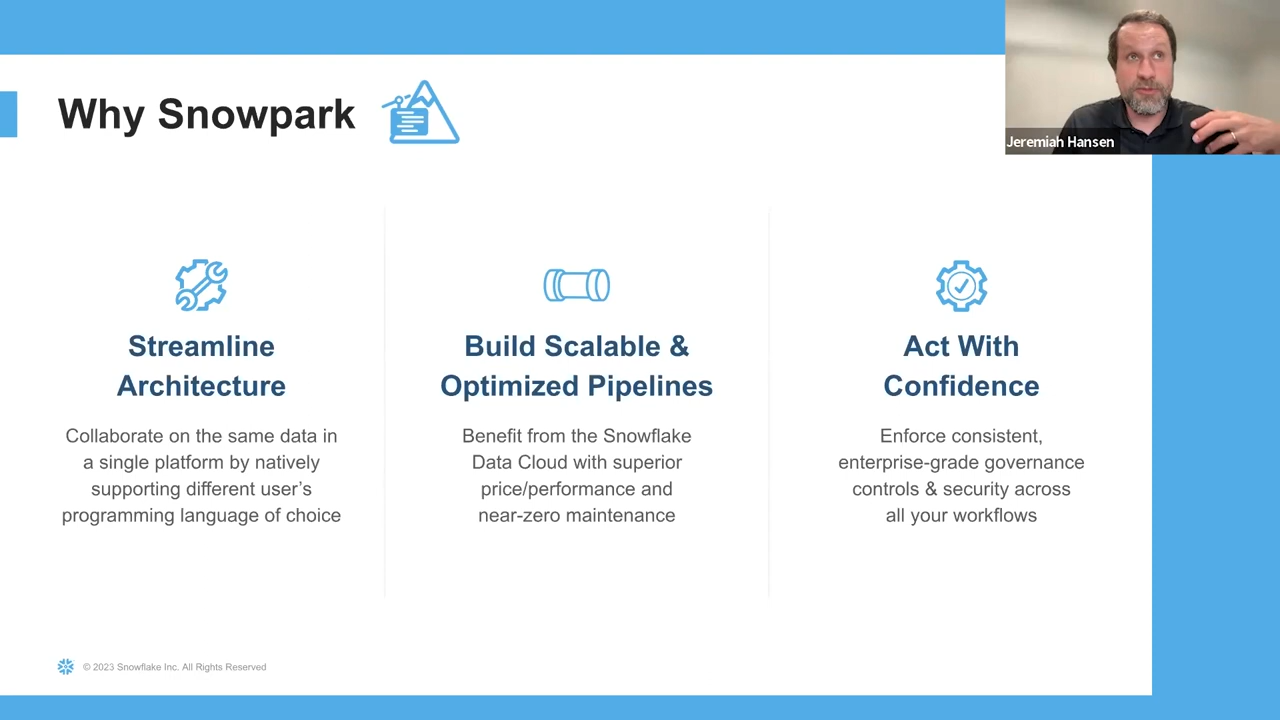 Why Snowpark
Jeremiah Hansen
Streamline
Architecture
Collaborate on the same data in
a single platform by natively
supporting different user’s
programming language of choice
Build Scalable &
Optimized Pipelines
Benefit from the Snowflake
Data Cloud with superior
price/performance and
near-zero maintenance
Act With
Confidence
Enforce consistent,
enterprise-grade governance
controls & security across
all your workflows
© 2023 Snowflake Inc. All Rights Reserved